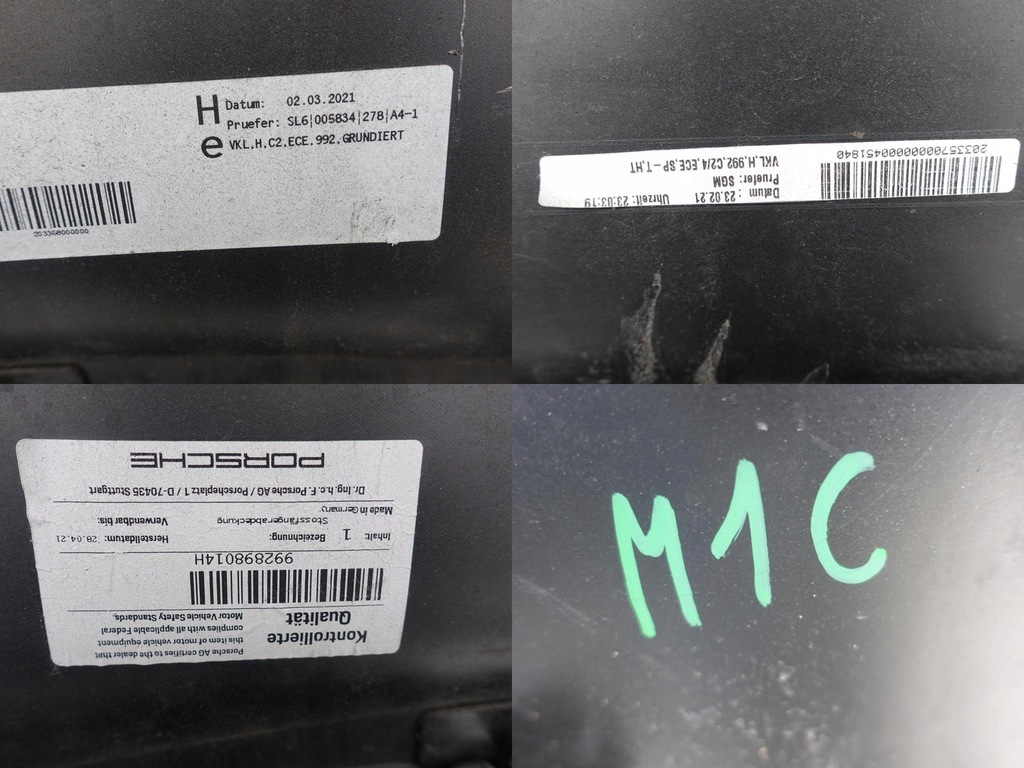 H
e
Datum: 02.03.2021
Pruefer: SL6|005834|278|A4-1
VKL.H.C2.ECE.992.GRUNDIERT
203358000000
20335700000000451840
VKL.H.992.C2/4.ECE.SP-T.HT
Pruefer: SGM
Datum : 23.02.21 Uhrzeit: 23:03:19
PORSCHE
Dr. Ing. h.c. F. Porsche AG / Porscheplatz 1 / D-70435 Stuttgart
Made in Germany
Inhalt: 1 Bezeichnung: Stossfängerabdeckung
Herstelldatum: 28.04.21
Verwendbar bis:
992898014H
Kontrollierte
Qualität
Porsche AG certifies to the dealer that
this item of motor vehicle equipment
complies with all applicable Federal
Motor Vehicle Safety Standards.
M1C